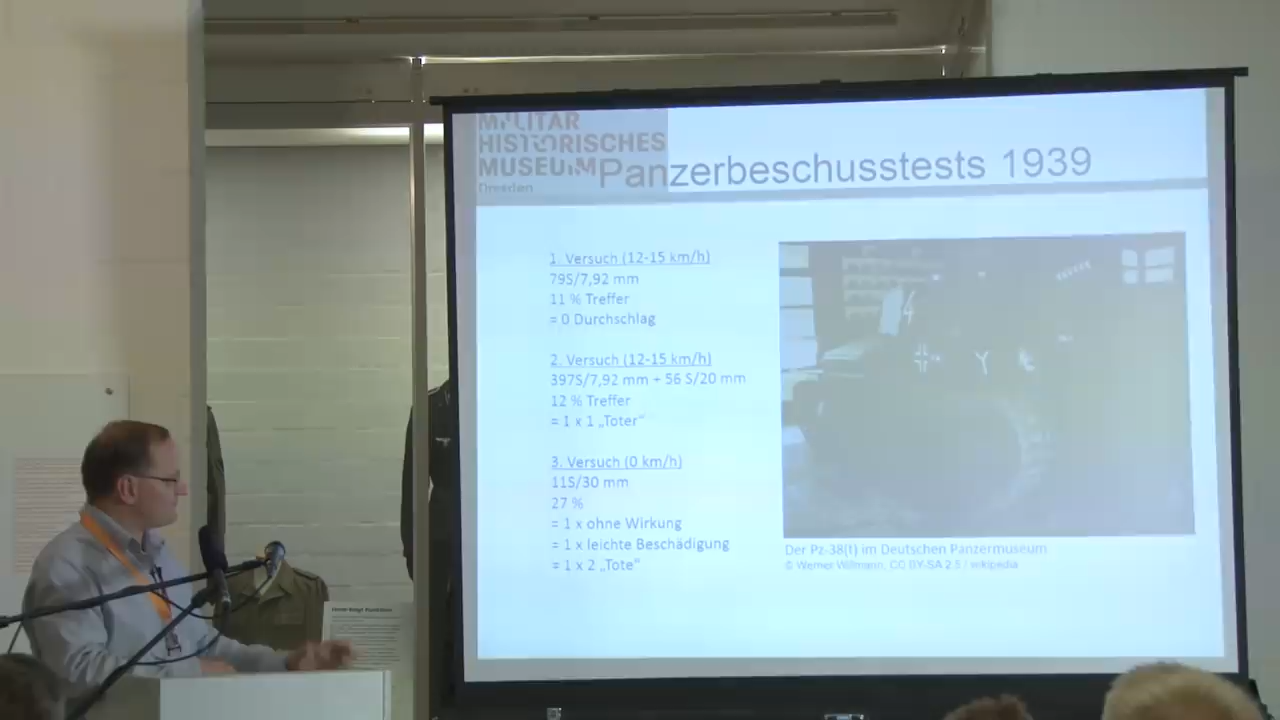 MILITÄR
HISTORISCHES
MUSEUM
Dresden
Panzerbeschusstests 1939
1. Versuch (12-15 km/h)
79S/7,92 mm
11 % Treffer
= 0 Durchschlag
2. Versuch (12-15 km/h)
397S/7,92 mm + 56 S/20 mm
12 % Treffer
= 1 x 1 „Toter“
3. Versuch (0 km/h)
11S/30 mm
27 %
= 1 x ohne Wirkung
= 1 x leichte Beschädigung
= 1 x 2 „Tote“
4
Der Pz-38(t) im Deutschen Panzermuseum
© Werner Willmann, CC BY-SA 2.5 / wikipedia